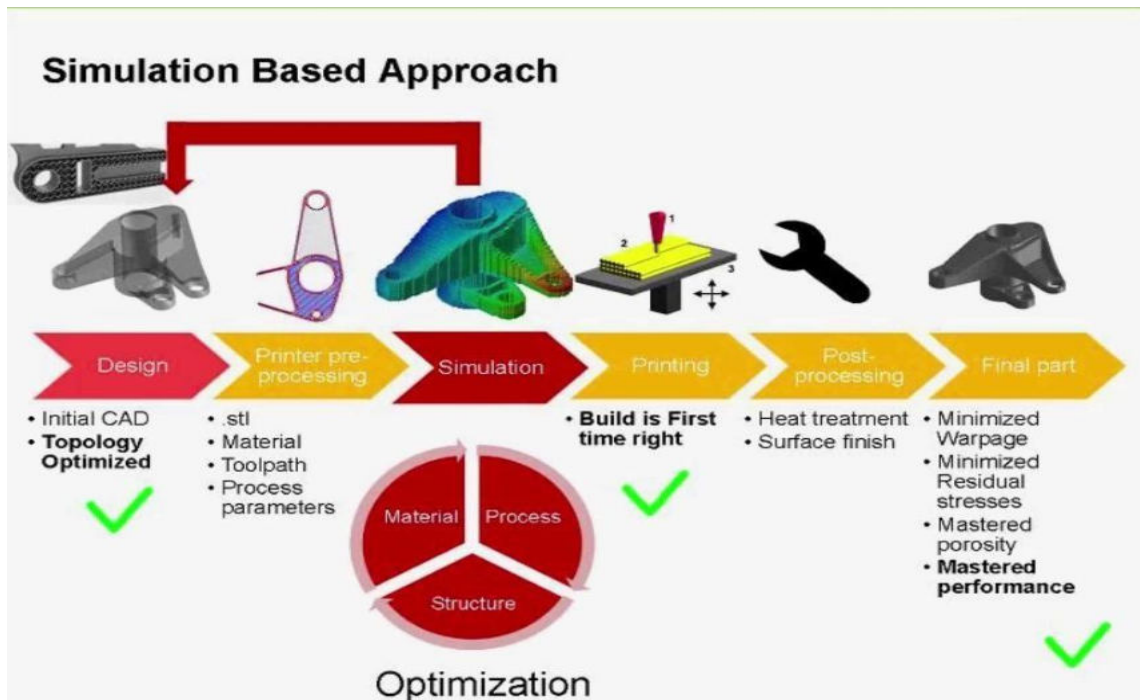 Simulation Based Approach
1
2
3
Design
Printer pre-
processing
Simulation
Printing
Post-
processing
Final part
• Initial CAD
• Topology
Optimized
• .stl
• Material
• Toolpath
• Process
parameters
• Build is First
time right
• Heat treatment
• Surface finish
• Minimized
Warpage
• Minimized
Residual
stresses
• Mastered
porosity
• Mastered
performance
Material
Process
Structure
Optimization